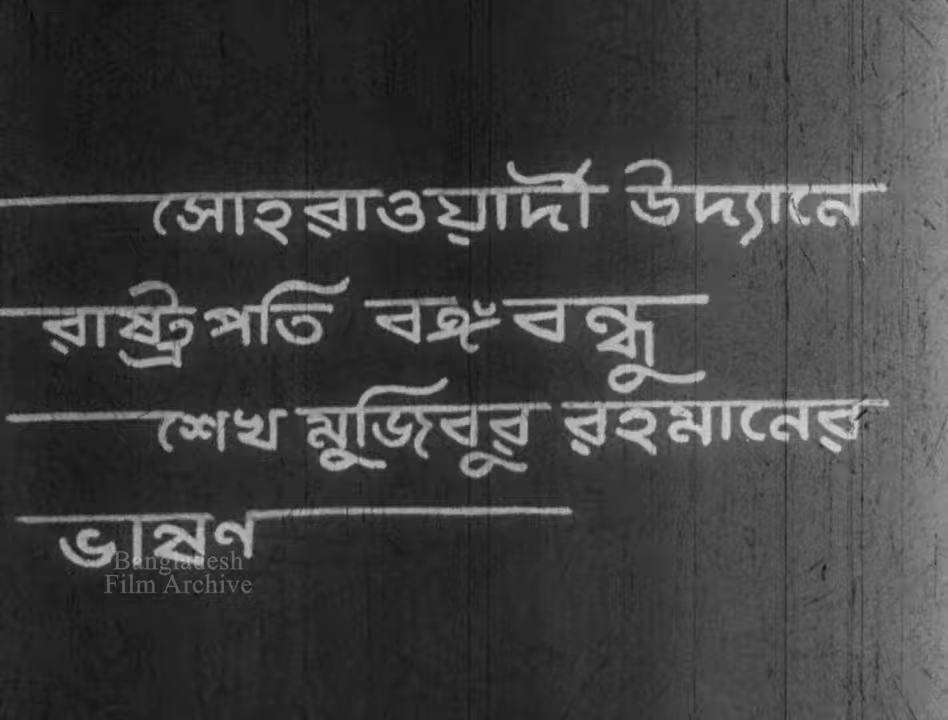 সোহরাওয়ার্দী উদ্যানে
রাষ্ট্রপতি বঙ্গবন্ধু
শেখ মুজিবুর রহমানের
ভাষণ
Bangladesh
Film Archive